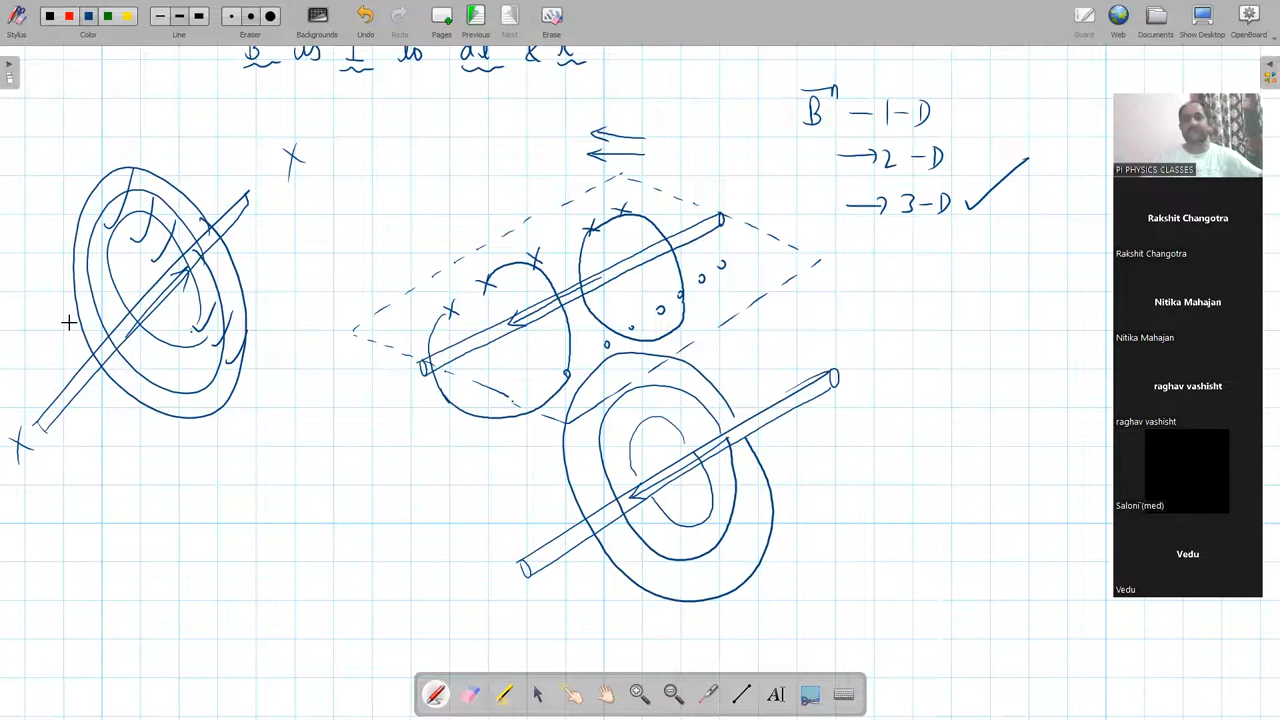 Stylus
Color
Line
Eraser
Backgrounds
Undo
Redo
Pages
Previous
Next
Erase
Board
Web
Documents
Show Desktop
OpenBoard
B is ⊥ to dl & r
B — 1-D
→ 2-D
→ 3-D ✓
X
X
PI PHYSICS CLASSES
Rakshit Changotra
Rakshit Changotra
Nitika Mahajan
Nitika Mahajan
raghav vashisht
raghav vashisht
Saloni (med)
Vedu
Vedu